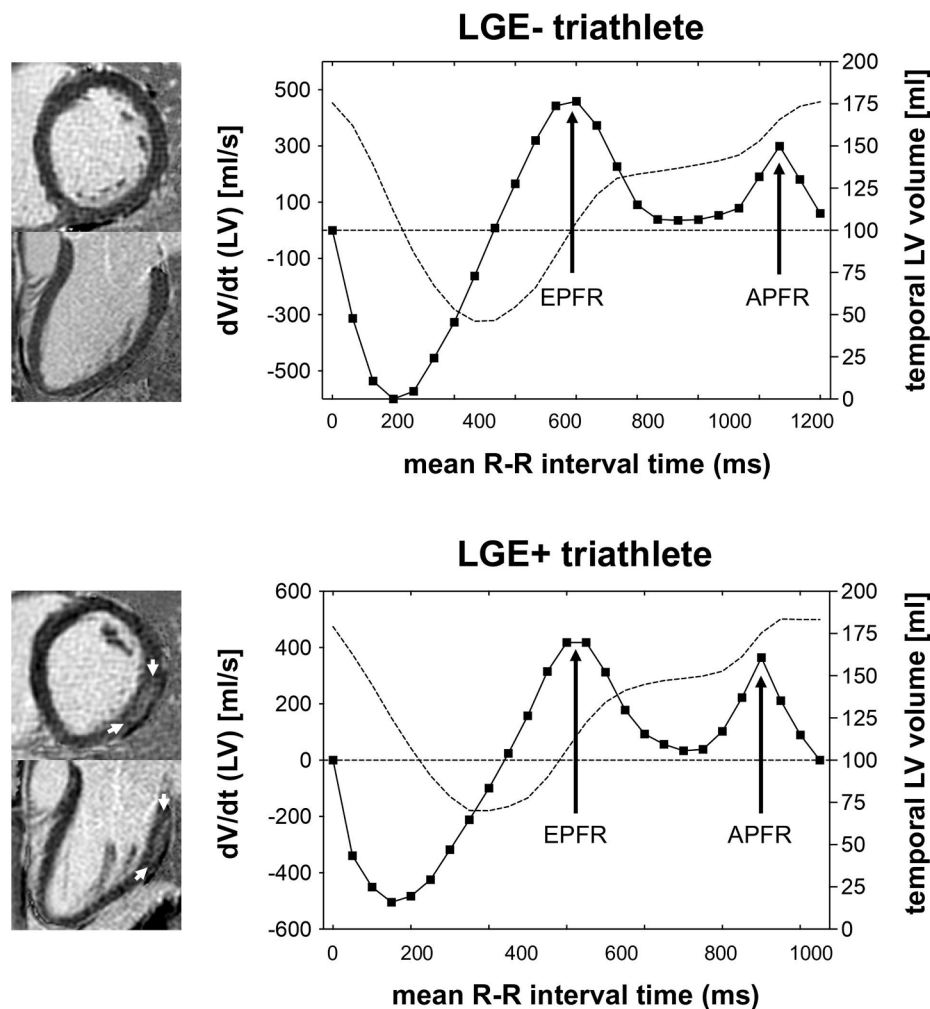 LGE- triathlete
dV/dt (LV) [ml/s]
500
300
100
-100
-300
-500
EPFR
APFR
200
175
150
125
100
75
50
25
0
temporal LV volume [ml]
0 200 400 600 800 1000 1200
mean R-R interval time (ms)
LGE+ triathlete
dV/dt (LV) [ml/s]
600
400
200
0
-200
-400
-600
EPFR
APFR
200
175
150
125
100
75
50
25
0
temporal LV volume [ml]
0 200 400 600 800 1000
mean R-R interval time (ms)